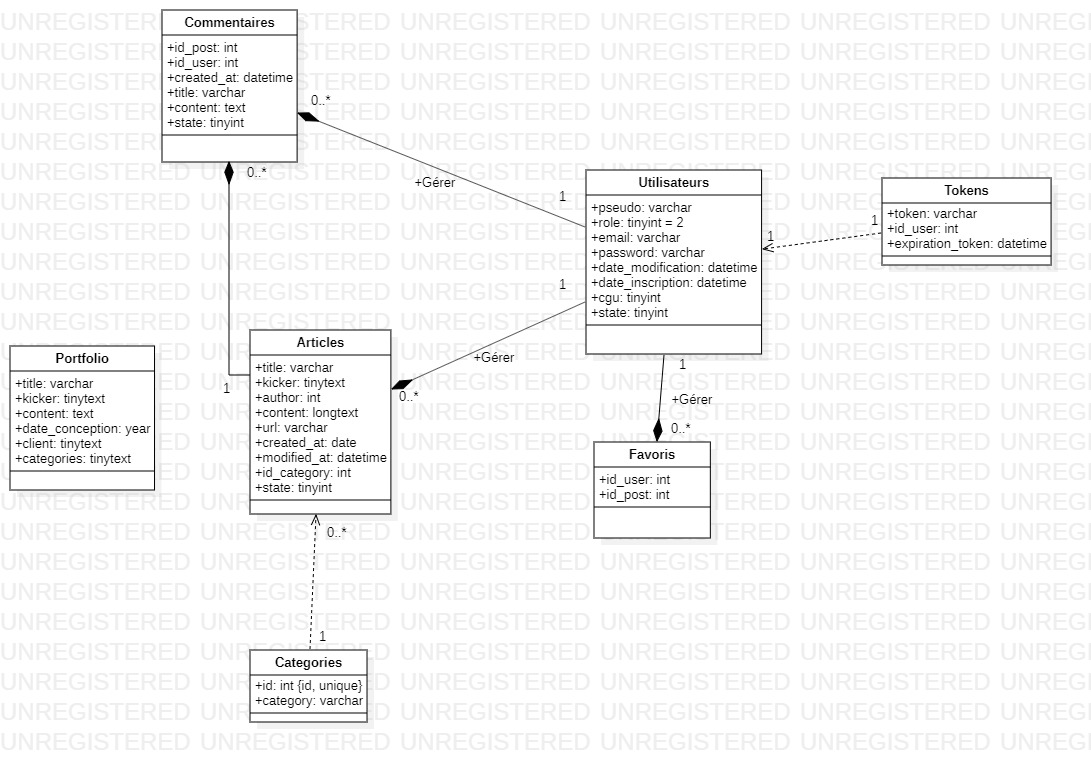 Commentaires
+id_post: int
+id_user: int
+created_at: datetime
+title: varchar
+content: text
+state: tinyint
0..*
0..*
+Gérer
1
Utilisateurs
+pseudo: varchar
+role: tinyint = 2
+email: varchar
+password: varchar
+date_modification: datetime
+date_inscription: datetime
+cgu: tinyint
+state: tinyint
1
1
Tokens
+token: varchar
+id_user: int
+expiration_token: datetime
1
+Gérer
0..*
1
Portfolio
+title: varchar
+kicker: tinytext
+content: text
+date_conception: year
+client: tinytext
+categories: tinytext
Articles
+title: varchar
+kicker: tinytext
+author: int
+content: longtext
+url: varchar
+created_at: date
+modified_at: datetime
+id_category: int
+state: tinyint
1
+Gérer
0..*
Favoris
+id_user: int
+id_post: int
0..*
1
Categories
+id: int {id, unique}
+category: varchar
UNREGISTERED